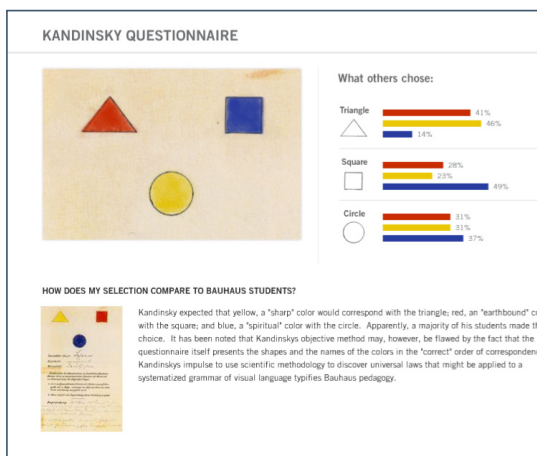 KANDINSKY QUESTIONNAIRE
What others chose:
Triangle
41%
46%
14%
Square
28%
23%
49%
Circle
31%
31%
37%
HOW DOES MY SELECTION COMPARE TO BAUHAUS STUDENTS?
Kandinsky expected that yellow, a "sharp" color would correspond with the triangle; red, an "earthbound"
with the square; and blue, a "spiritual" color with the circle. Apparently, a majority of his students made
choice. It has been noted that Kandinskys objective method may, however, be flawed by the fact that the
questionnaire itself presents the shapes and the names of the colors in the "correct" order of
Kandinskys impulse to use scientific methodology to discover universal laws that might be applied to a
systematized grammar of visual language typifies Bauhaus pedagogy.